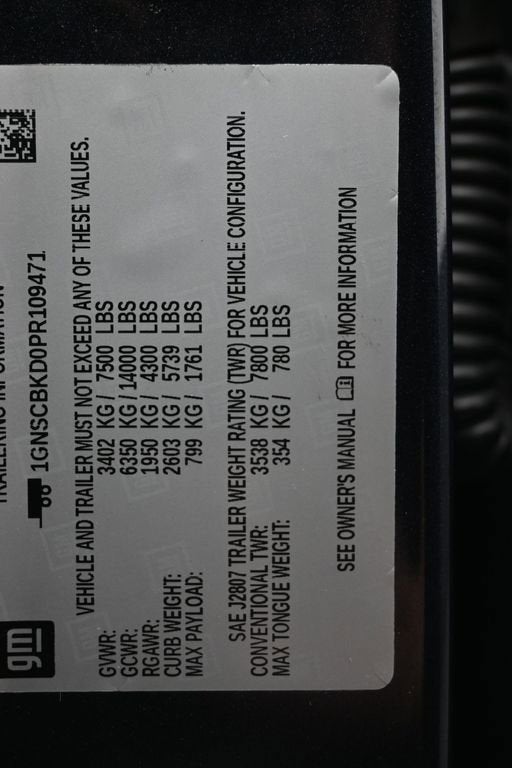 gm
1GNSCBKD0PR109471
VEHICLE AND TRAILER MUST NOT EXCEED ANY OF THESE VALUES.
GVWR: 3402 KG / 7500 LBS
GCWR: 6350 KG / 14000 LBS
RGAWR: 1950 KG / 4300 LBS
CURB WEIGHT: 2603 KG / 5739 LBS
MAX PAYLOAD: 799 KG / 1761 LBS
SAE J2807 TRAILER WEIGHT RATING (TWR) FOR VEHICLE CONFIGURATION.
CONVENTIONAL TWR: 3538 KG / 7800 LBS
MAX TONGUE WEIGHT: 354 KG / 780 LBS
SEE OWNER'S MANUAL FOR MORE INFORMATION